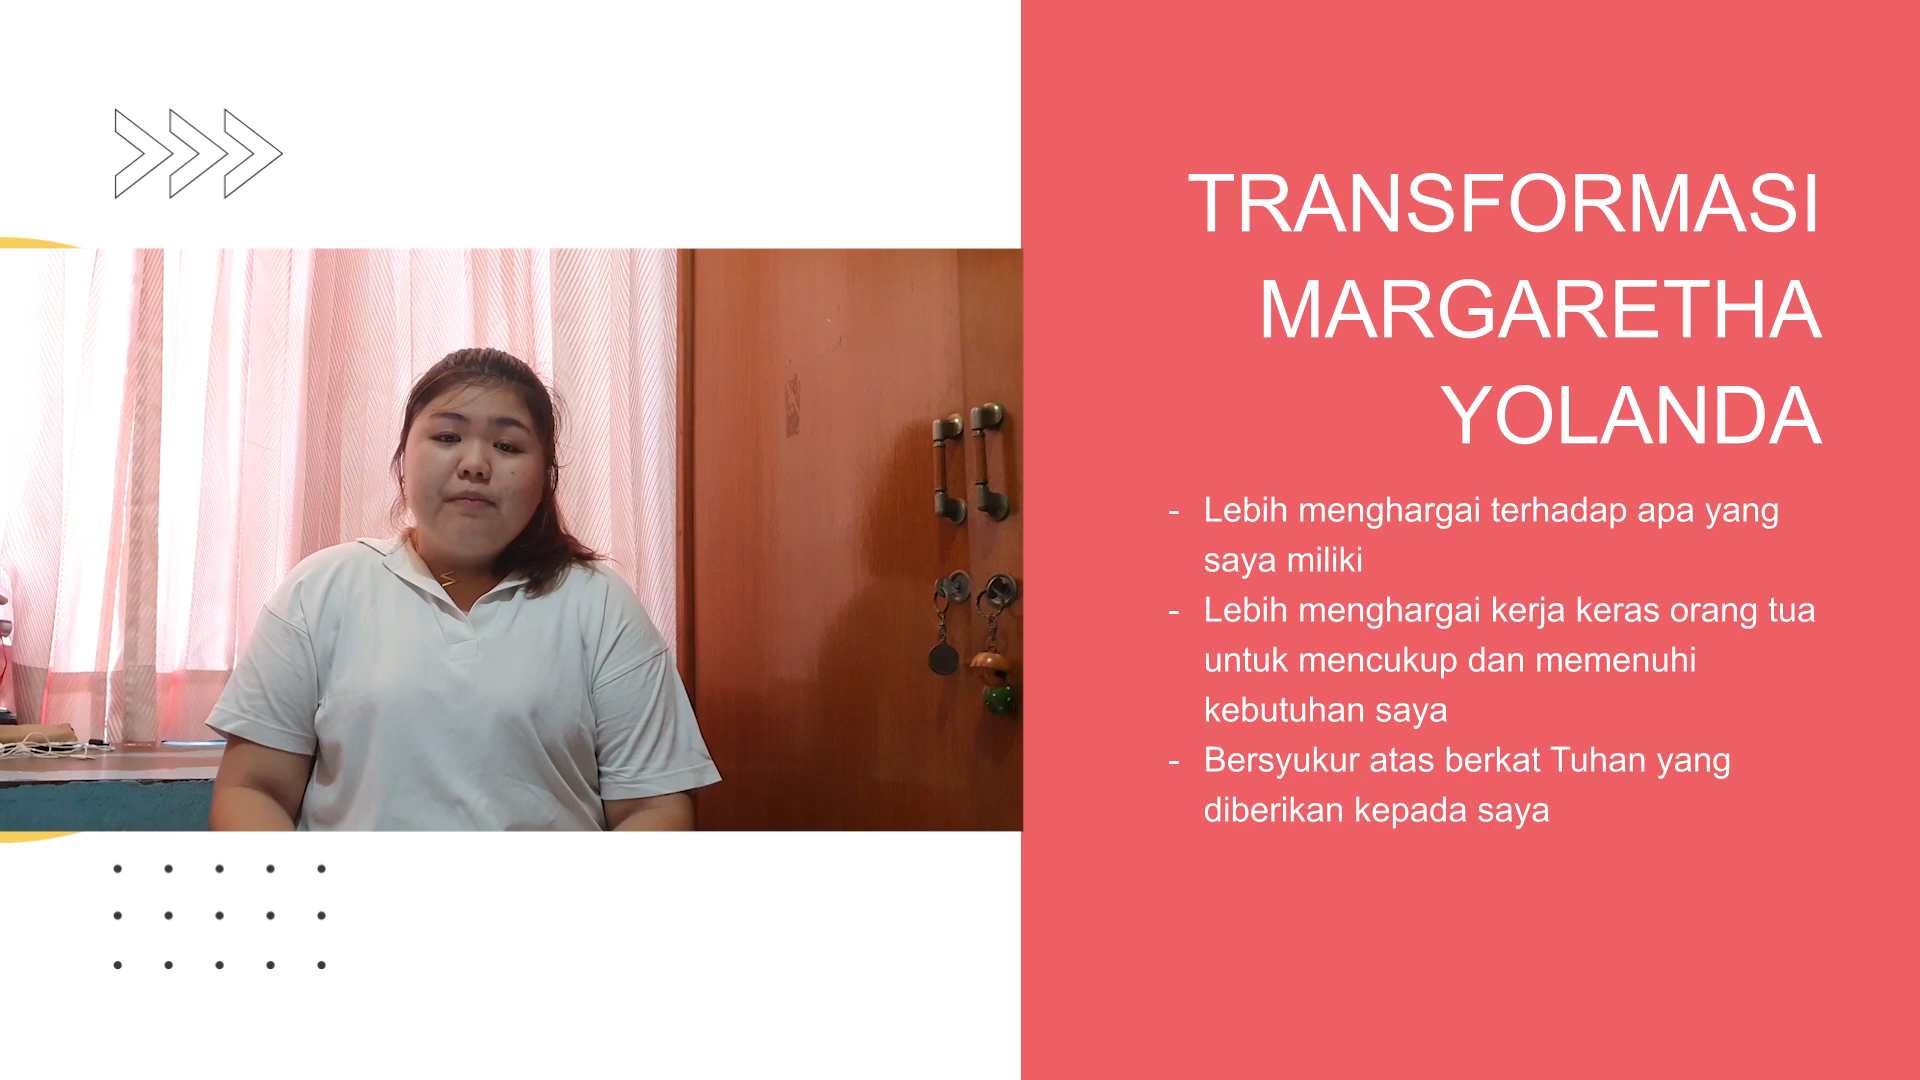 TRANSFORMASI
MARGARETHA
YOLANDA
- Lebih menghargai terhadap apa yang
saya miliki
- Lebih menghargai kerja keras orang tua
untuk mencukup dan memenuhi
kebutuhan saya
- Bersyukur atas berkat Tuhan yang
diberikan kepada saya